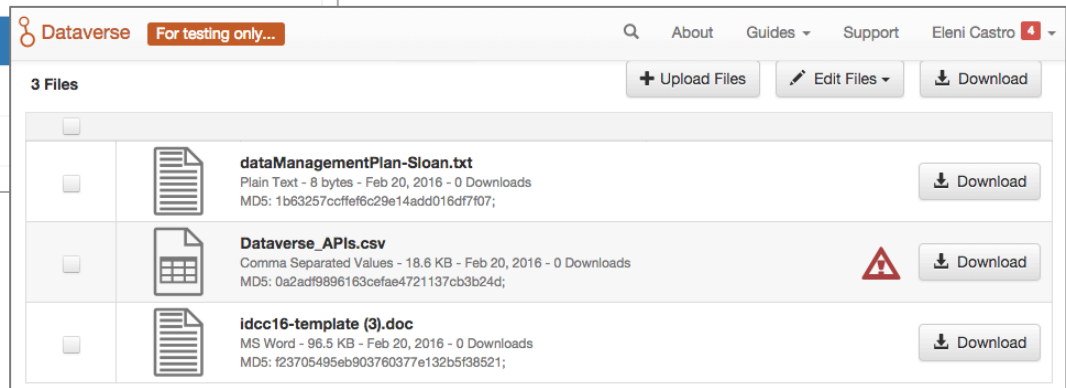 Dataverse For testing only... About Guides Support Eleni Castro 4
3 Files Upload Files Edit Files Download
dataManagementPlan-Sloan.txt
Plain Text - 8 bytes - Feb 20, 2016 - 0 Downloads
MD5: 1b63257ccffef6c29e14add016df7f07;
Download
Dataverse_APIs.csv
Comma Separated Values - 18.6 KB - Feb 20, 2016 - 0 Downloads
MD5: 0a2adf9896163cefae4721137cb3b24d;
Download
idcc16-template (3).doc
MS Word - 96.5 KB - Feb 20, 2016 - 0 Downloads
MD5: f23705495eb903760377e132b5f38521;
Download